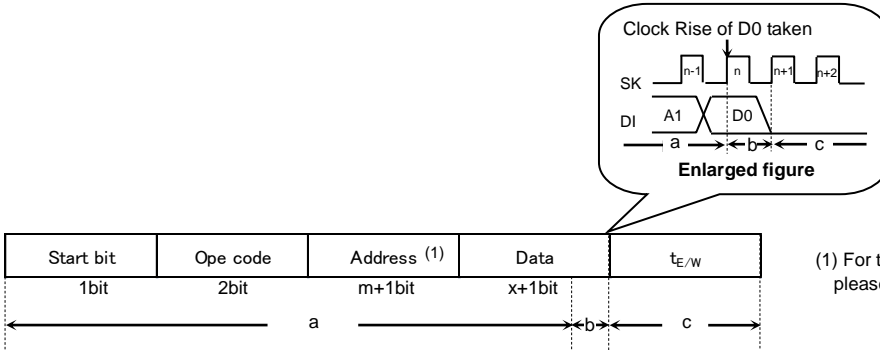 Clock Rise of D0 taken
n-1 n n+1 n+2
SK
DI A1 D0
a b c
Enlarged figure
Start bit Ope code Address (1) Data tE/W
1bit 2bit m+1bit x+1bit
a b c
(1) For t
pleas